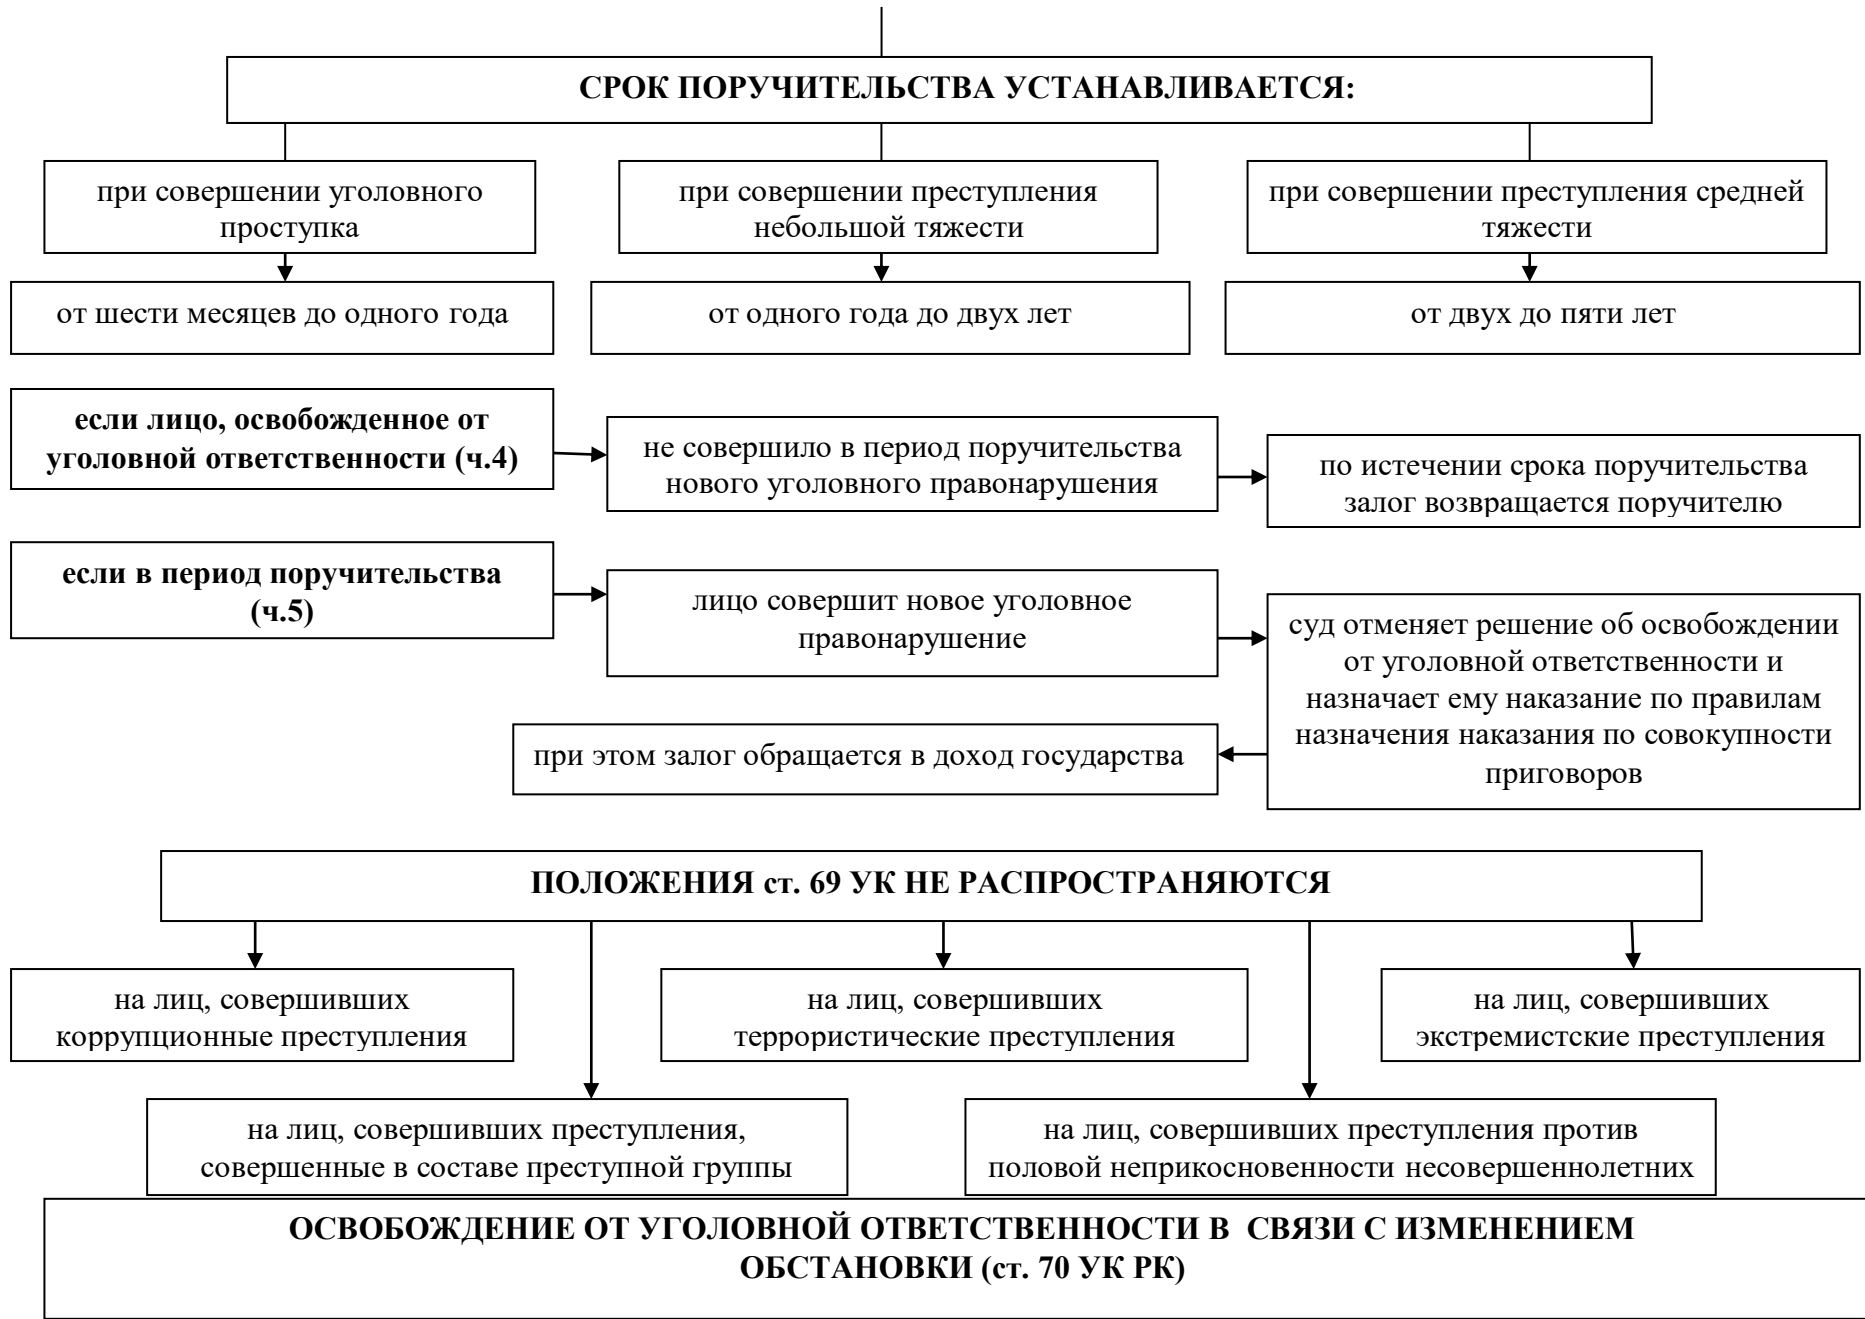 СРОК ПОРУЧИТЕЛЬСТВА УСТАНАВЛИВАЕТСЯ:
при совершении уголовного
проступка
при совершении преступления
небольшой тяжести
при совершении преступления средней
тяжести
от шести месяцев до одного года
от одного года до двух лет
от двух до пяти лет
если лицо, освобожденное от
уголовной ответственности (ч.4)
не совершило в период поручительства
нового уголовного правонарушения
по истечении срока поручительства
залог возвращается поручителю
если в период поручительства
(ч.5)
лицо совершит новое уголовное
правонарушение
суд отменяет решение об освобождении
от уголовной ответственности и
назначает ему наказание по правилам
назначения наказания по совокупности
приговоров
при этом залог обращается в доход государства
ПОЛОЖЕНИЯ ст. 69 УК НЕ РАСПРОСТРАНЯЮТСЯ
на лиц, совершивших
коррупционные преступления
на лиц, совершивших
террористические преступления
на лиц, совершивших
экстремистские преступления
на лиц, совершивших преступления,
совершенные в составе преступной группы
на лиц, совершивших преступления против
половой неприкосновенности несовершеннолетних
ОСВОБОЖДЕНИЕ ОТ УГОЛОВНОЙ ОТВЕТСТВЕННОСТИ В СВЯЗИ С ИЗМЕНЕНИЕМ
ОБСТАНОВКИ (ст. 70 УК РК)